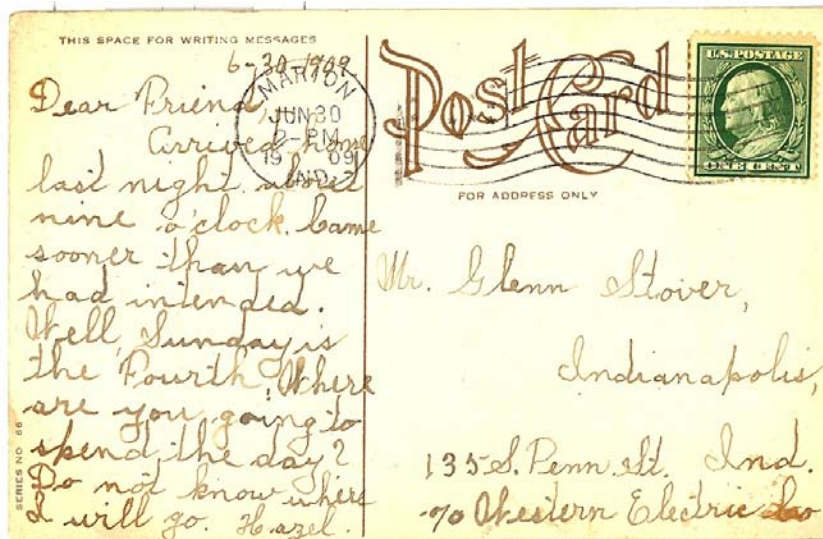 THIS SPACE FOR WRITING MESSAGES
6-30-1909
Dear Friend,
Arrived home
last night about
nine o'clock. Came
sooner than we
had intended.
Well, Sunday is
the Fourth, Where
are you going to
spend the day?
Do not know where
I will go. Hazel.
SERIES NO 66
MARION
JUN 30
2-PM
1909
IND.
Post Card
FOR ADDRESS ONLY
U.S. POSTAGE
ONE CENT
Mr. Glenn Stover,
Indianapolis,
135 S. Penn. St. Ind.
Western Electric Co